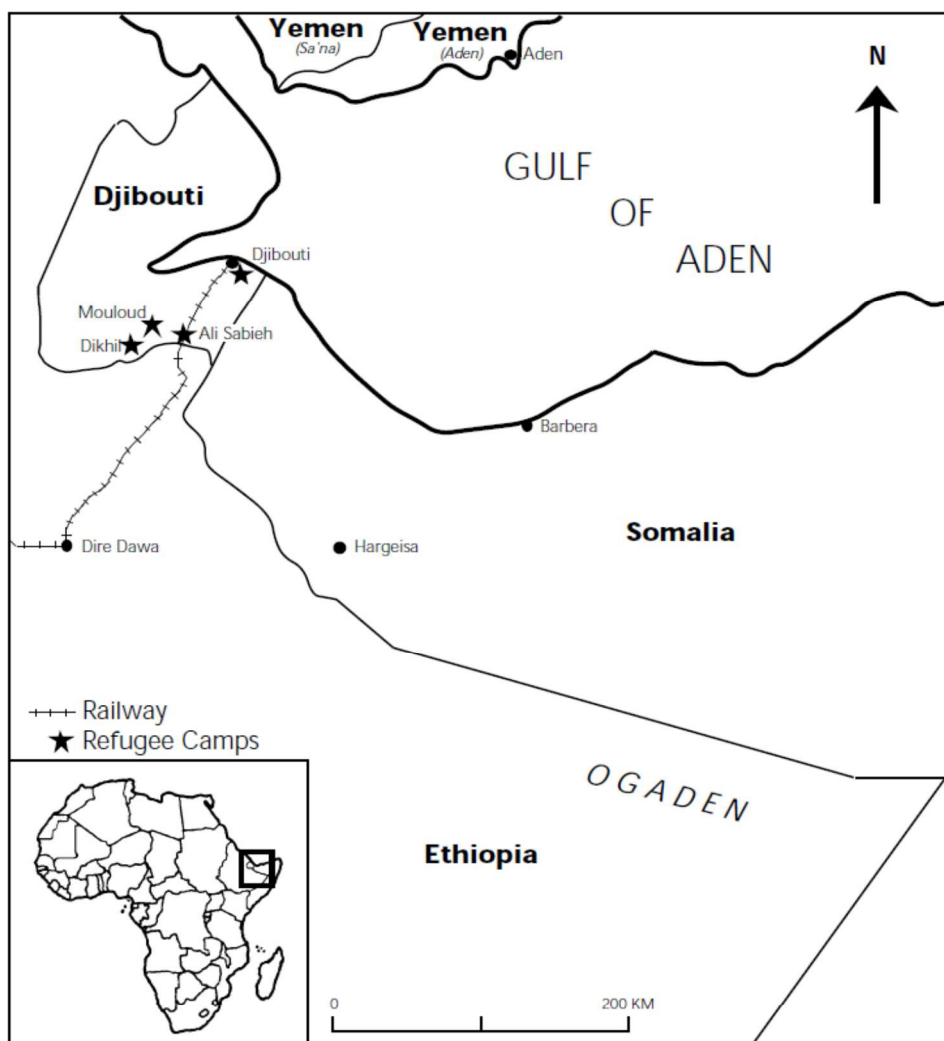 Yemen
(Sa'na)
Yemen
(Aden)
Aden
N
GULF
OF
ADEN
Djibouti
Djibouti
Mouloud
Ali Sabieh
Dikhil
Barbera
Somalia
Dire Dawa
Hargeisa
Railway
Refugee Camps
OGADEN
Ethiopia
0
200 KM